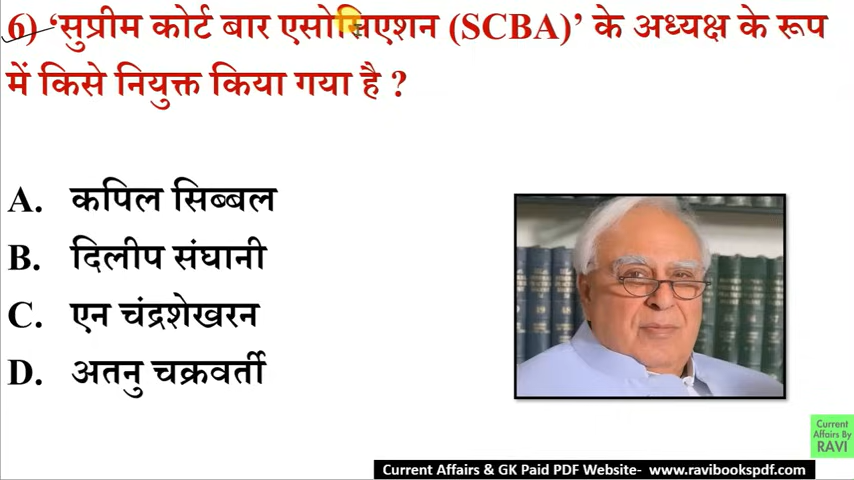 6) ‘सुप्रीम कोर्ट बार एसोसिएशन (SCBA)’ के अध्यक्ष के रूप
में किसे नियुक्त किया गया है ?
A. कपिल सिब्बल
B. दिलीप संघानी
C. एन चंद्रशेखरन
D. अतनु चक्रवर्ती
Current
Affairs By
RAVI
Current Affairs & GK Paid PDF Website- www.ravibookspdf.com